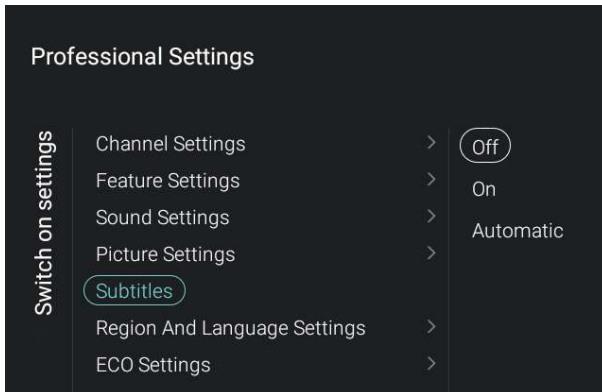 Professional Settings
Switch on settings
Channel Settings
Feature Settings
Sound Settings
Picture Settings
Subtitles
Region And Language Settings
ECO Settings
Off
On
Automatic